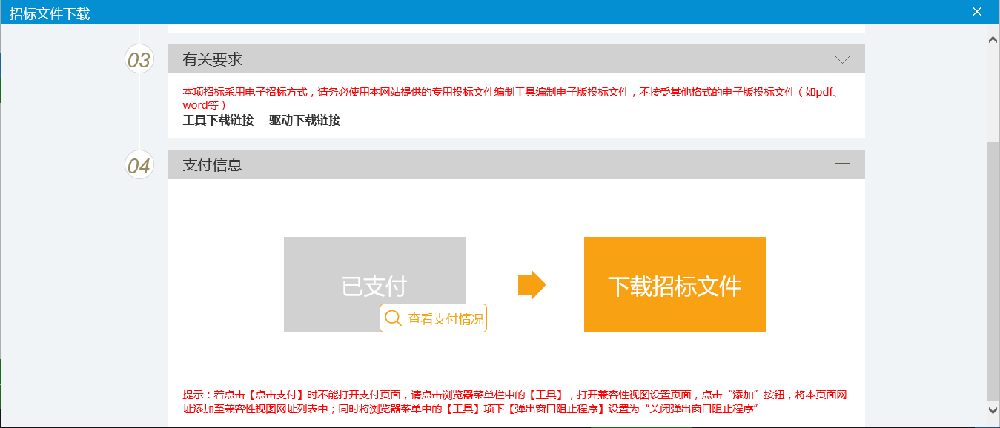 招标文件下载
03 有关要求
本项招标采用电子招标方式，请务必使用本网站提供的专用投标文件编制工具编制电子版投标文件，不接受其他格式的电子版投标文件（如pdf、
word等）
工具下载链接 驱动下载链接
04 支付信息
已支付
查看支付情况
下载招标文件
提示：若点击【点击支付】时不能打开支付页面，请点击浏览器菜单栏中的【工具】，打开兼容性视图设置页面，点击“添加”按钮，将本页面网
址添加至兼容性视图网址列表中；同时将浏览器菜单中的【工具】项下【弹出窗口阻止程序】设置为“关闭弹出窗口阻止程序”